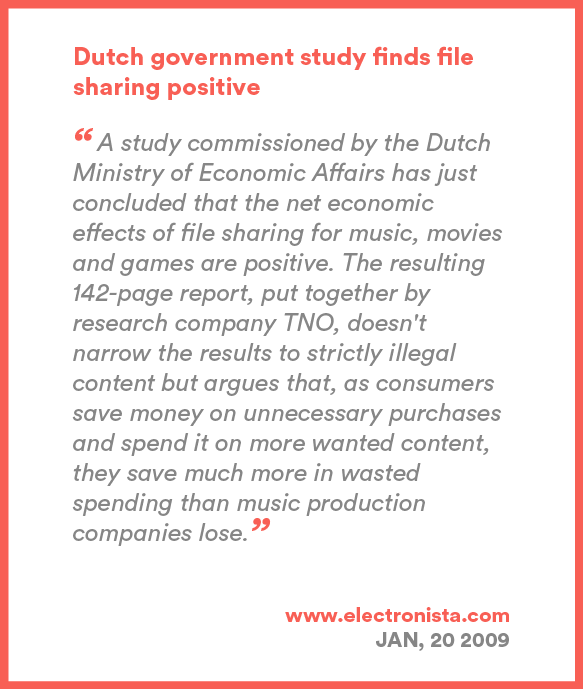 Dutch government study finds file
sharing positive
“ A study commissioned by the Dutch
Ministry of Economic Affairs has just
concluded that the net economic
effects of file sharing for music, movies
and games are positive. The resulting
142-page report, put together by
research company TNO, doesn't
narrow the results to strictly illegal
content but argues that, as consumers
save money on unnecessary purchases
and spend it on more wanted content,
they save much more in wasted
spending than music production
companies lose.”
www.electronista.com
JAN, 20 2009